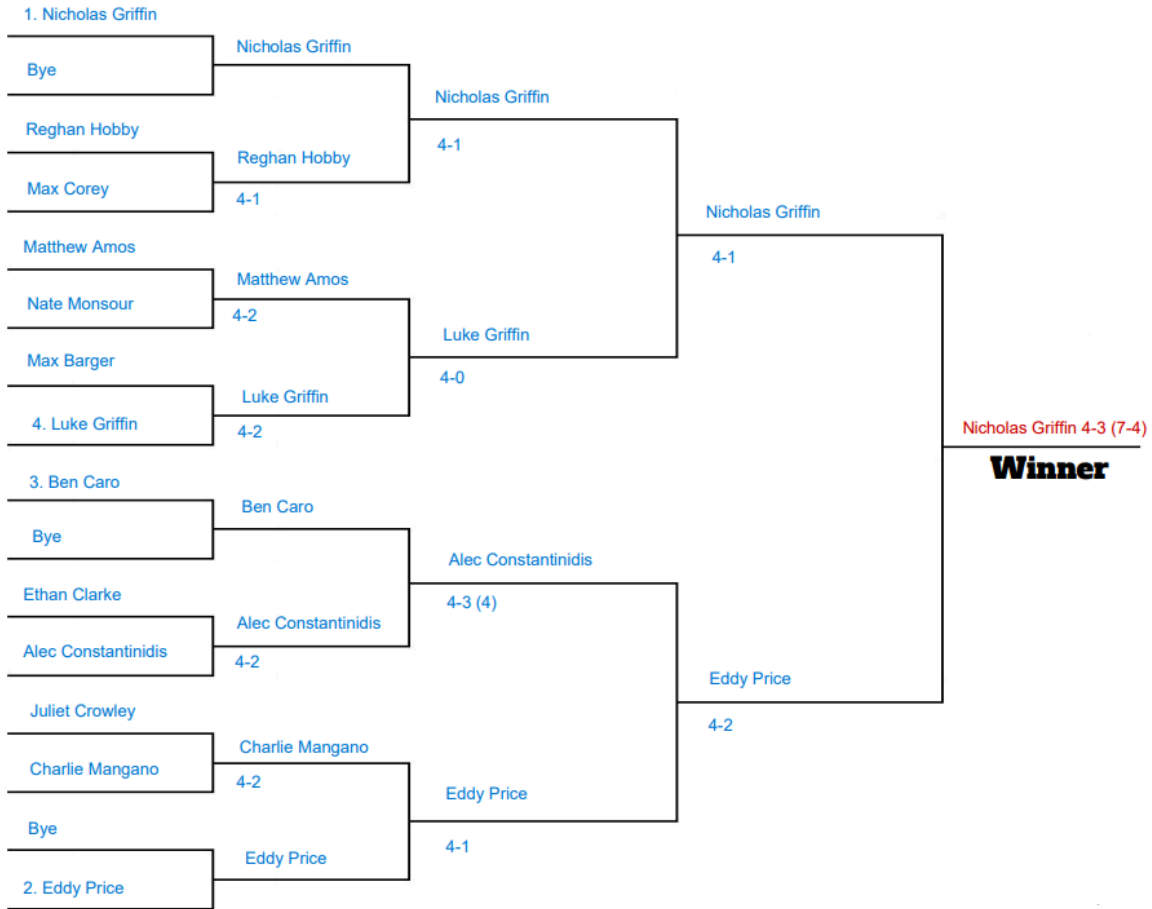 1. Nicholas Griffin
Bye
Reghan Hobby
Max Corey
Matthew Amos
Nate Monsour
Max Barger
4. Luke Griffin
3. Ben Caro
Bye
Ethan Clarke
Alec Constantinidis
Juliet Crowley
Charlie Mangano
Bye
2. Eddy Price
Nicholas Griffin
Reghan Hobby
4-1
Matthew Amos
4-2
Luke Griffin
4-2
Ben Caro
Alec Constantinidis
4-2
Charlie Mangano
4-2
Eddy Price
Nicholas Griffin
4-1
Luke Griffin
4-0
Alec Constantinidis
4-3 (4)
Eddy Price
4-1
Nicholas Griffin
4-1
Eddy Price
4-2
Nicholas Griffin 4-3 (7-4)
Winner